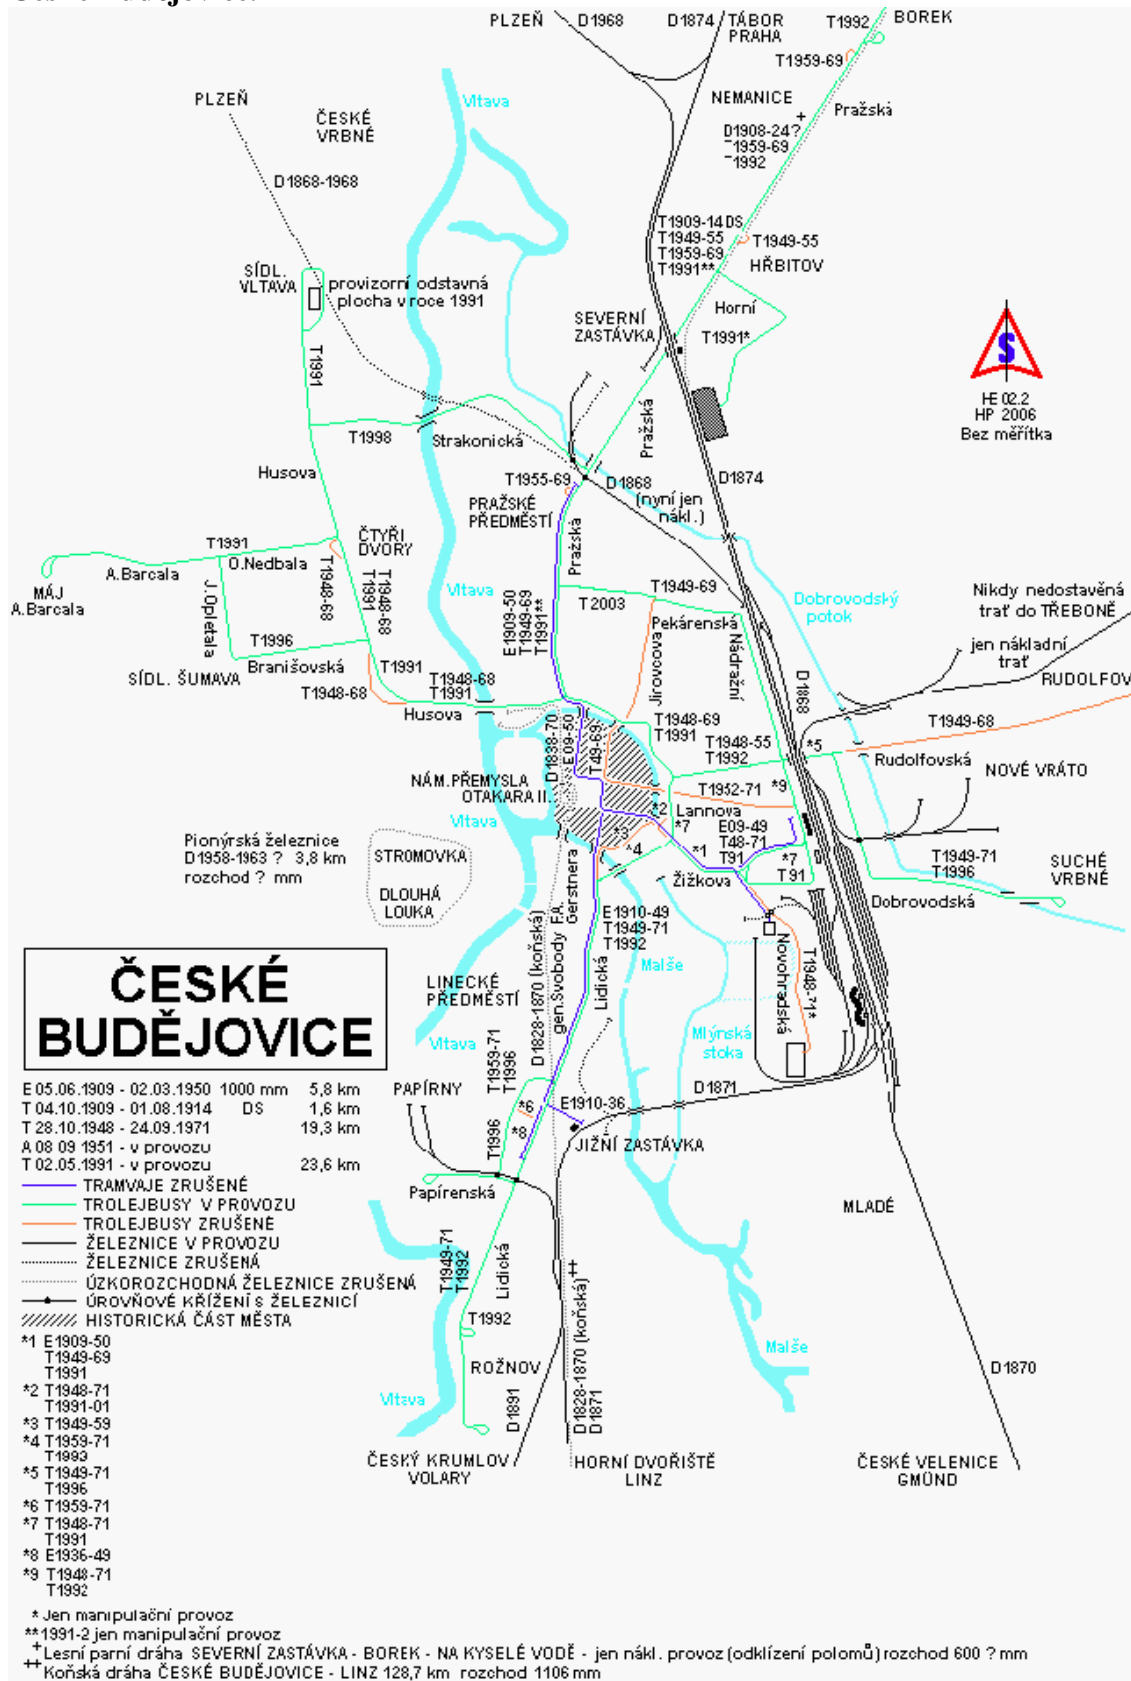 PLZEŇ
D1968
D1874
TÁBOR
PRAHA
T1992
BOREK
T1959-69
NEMANICE
+
D1908-24?
T1959-69
T1992
Pražská
PLZEŇ
ČESKÉ
VRBNÉ
Vltava
D1868-1968
T1909-14 DS
T1949-55
T1959-69
T1991**
T1949-55
HŘBITOV
SÍDL.
VLTAVA
provizorní odstavná
plocha v roce 1991
SEVERNÍ
ZASTÁVKA
Horní
T1991*
T1991
S
HE 02.2
HP 2006
Bez měřítka
T1998
Strakonická
Pražská
Husova
T1955-69
D1868
(nyní jen
nákl.)
D1874
PRAŽSKÉ
PŘEDMĚSTÍ
ČTYŘI
DVORY
T1991
O.Nedbala
A.Barcala
MÁJ
A.Barcala
J.Opletala
T1948-68
T1991
T1948-68
Pražská
Vltava
T1949-69
T2003
Pekárenská
Dobrovodský
potok
Nikdy nedostavěná
trať do TŘEBONĚ
jen nákladní
trať
RUDOLFOV
T1996
Branišovská
SÍDL. ŠUMAVA
T1991
T1948-68
T1948-68
T1991
Husova
E1909-50
T1949-69
T1991**
Jírovcova
Nádražní
D1868
T1949-68
T1948-69
T1991
T1948-55
T1992
*5
Rudolfovská
NOVÉ VRÁTO
D1838-70
E09-50
T49-69
NÁM.PŘEMYSLA
OTAKARA II.
Vltava
T1952-71
*9
Lannova
*2
*7
*3
*4
*1
E09-49
T48-71
T91
*7
T91
Žižkova
T1949-71
T1996
SUCHÉ
VRBNÉ
Dobrovodská
Pionýrská železnice
D1958-1963 ? 3,8 km
rozchod ? mm
STROMOVKA
DLOUHÁ
LOUKA
F.A.
Gerstnera
E1910-49
T1949-71
T1992
Malše
Novohradská
T1948-71*
LINECKÉ
PŘEDMĚSTÍ
D1828-1870 (koňská)
gen.Svobody
Lidická
Mlýnská
stoka
ČESKÉ
BUDĚJOVICE
Vltava
T1959-71
T1996
PAPÍRNY
*6
E1910-36
D1871
*8
T1996
JIŽNÍ ZASTÁVKA
Papírenská
MLADÉ
E 05.06.1909 - 02.03.1950 1000 mm 5,8 km
T 04.10.1909 - 01.08.1914 DS 1,6 km
T 28.10.1948 - 24.09.1971 19,3 km
A 08 09 1951 - v provozu
T 02.05.1991 - v provozu 23,6 km
TRAMVAJE ZRUŠENÉ
TROLEJBUSY V PROVOZU
TROLEJBUSY ZRUŠENÉ
ŽELEZNICE V PROVOZU
ŽELEZNICE ZRUŠENÁ
ÚZKOROZCHODNÁ ŽELEZNICE ZRUŠENÁ
ÚROVŇOVÉ KŘÍŽENÍ S ŽELEZNICÍ
HISTORICKÁ ČÁST MĚSTA
T1949-71
T1992
Lidická
T1992
ROŽNOV
Vltava
D1891
D1828-1870 (koňská)++
D1871
Malše
D1870
ČESKÝ KRUMLOV
VOLARY
HORNÍ DVOŘIŠTĚ
LINZ
ČESKÉ VELENICE
GMÜND
*1 E1909-50
T1949-69
T1991
*2 T1948-71
T1991-01
*3 T1949-59
*4 T1959-71
T1993
*5 T1949-71
T1996
*6 T1959-71
*7 T1948-71
T1991
*8 E1936-49
*9 T1948-71
T1992
* Jen manipulační provoz
**1991-2 jen manipulační provoz
+ Lesní parní dráha SEVERNÍ ZASTÁVKA - BOREK - NA KYSELÉ VODĚ - jen nákl. provoz (odklízení polomů) rozchod 600 ? mm
++ Koňská dráha ČESKÉ BUDĚJOVICE - LINZ 128,7 km rozchod 1106 mm